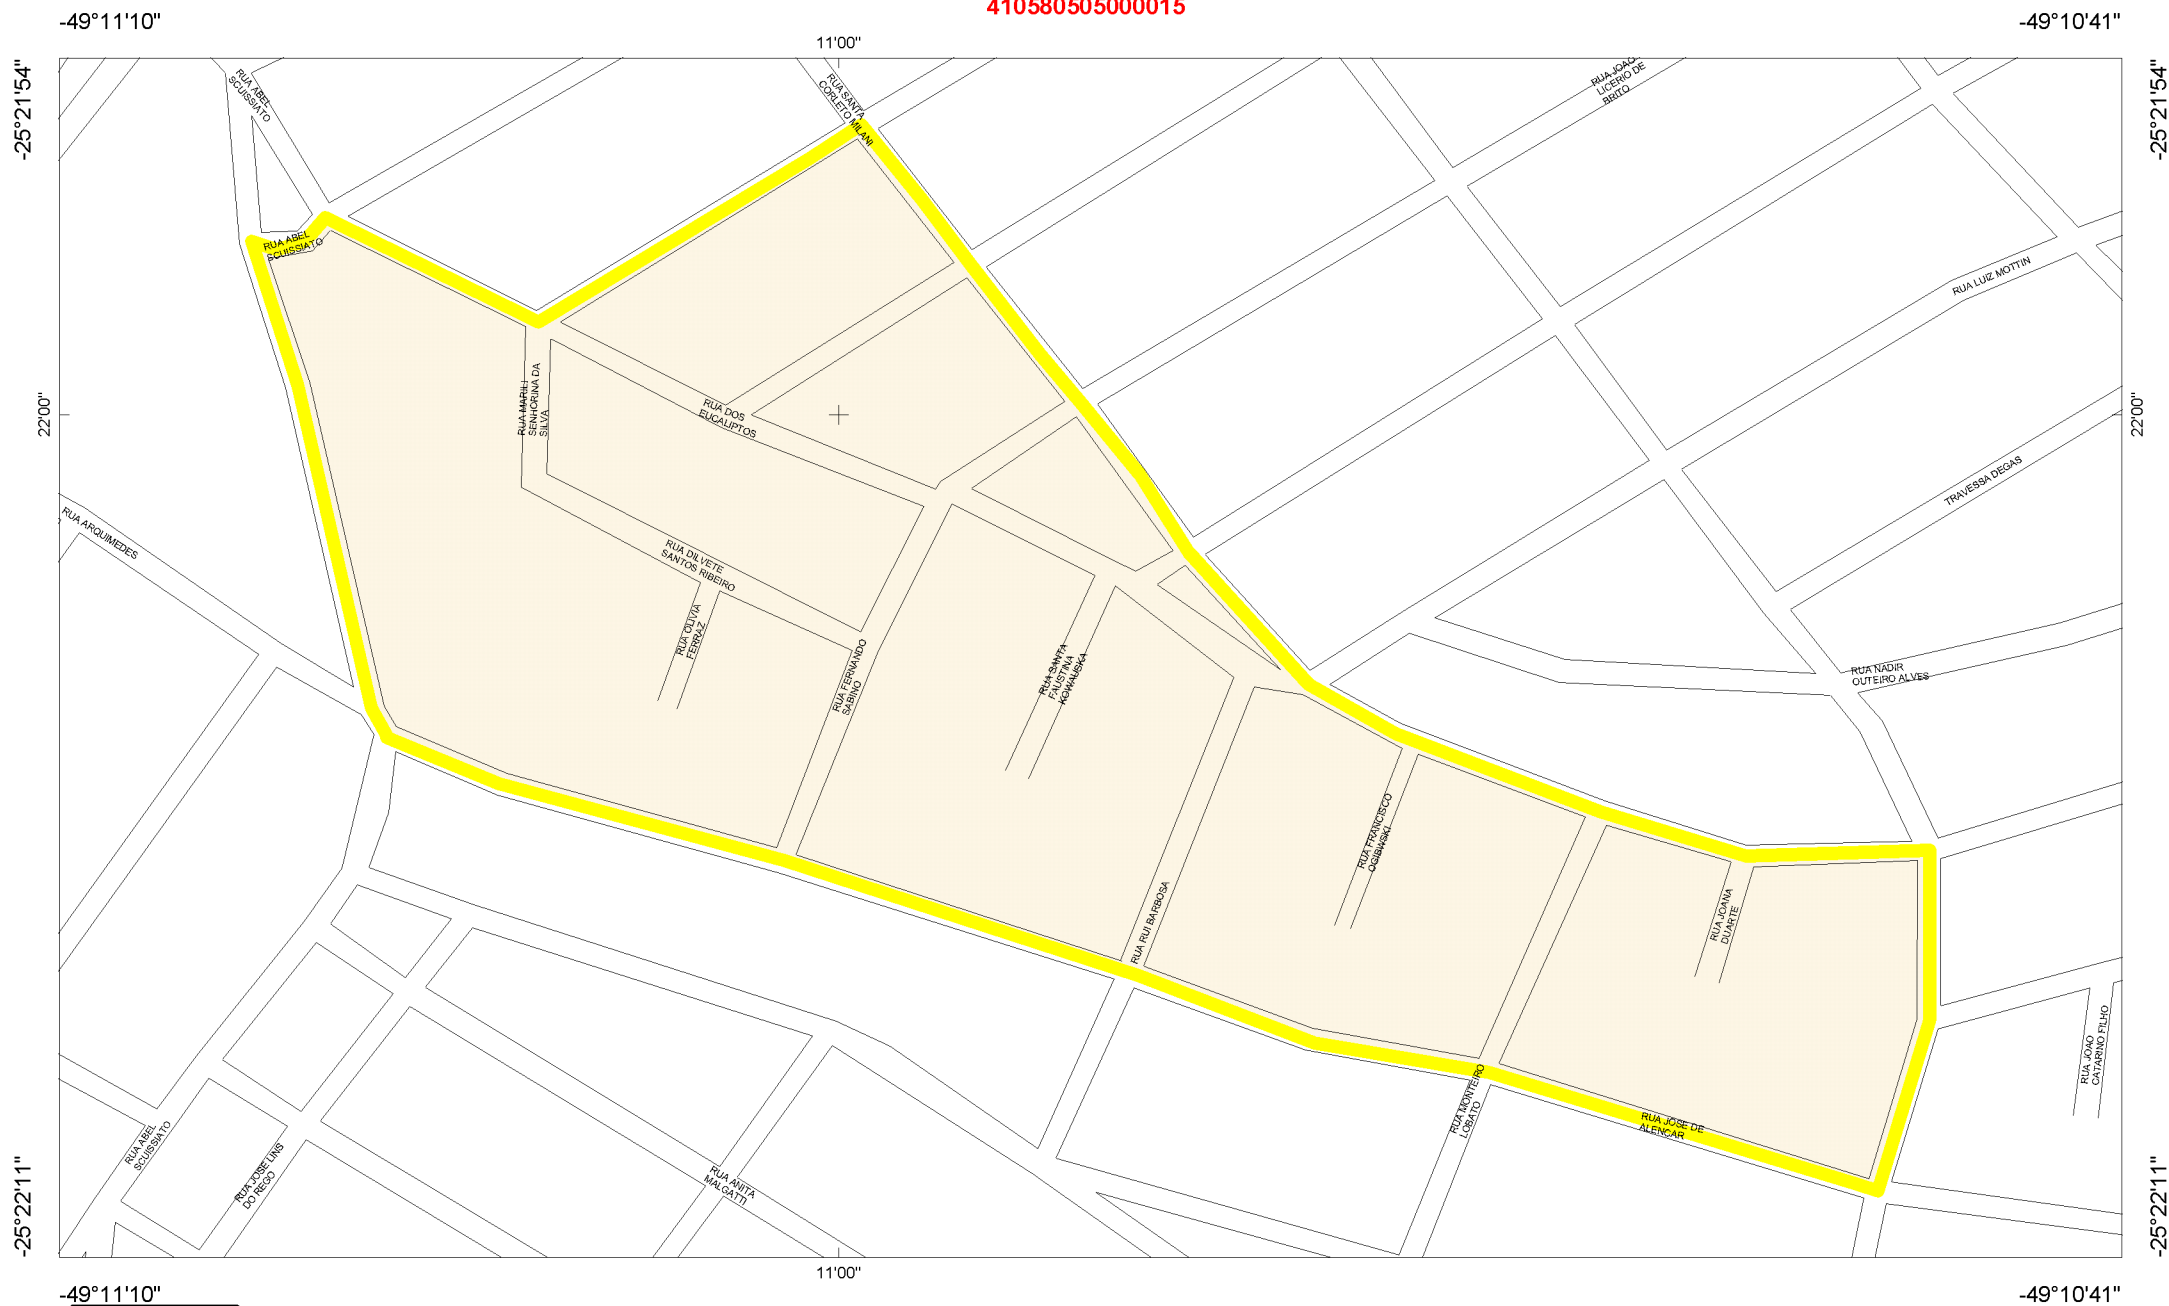 410580505000015
-49°11'10"
-49°10'41"
11'00"
-25°21'54"
-25°21'54"
RUA ABEL
SCUISSIATO
RUA SANTA
CORLETO MILANI
RUA JOAO
LICERIO DE
BRITO
RUA ABEL
SCUISSIATO
RUA LUIZ MOTTIN
RUA MARILI
SENHORINA DA
SILVA
RUA DOS
EUCALIPTOS
22'00"
22'00"
TRAVESSA DEGAS
RUA ARQUIMEDES
RUA DILVETE
SANTOS RIBEIRO
RUA OLIVIA
FERRAZ
RUA FERNANDO
SABINO
RUA SANTA
FAUSTINA
KOWALISKA
RUA NADIR
OUTEIRO ALVES
RUA FRANCISCO
OGIBWSKI
RUA RUI BARBOSA
RUA JOANA
DUARTE
RUA JOAO
CATARINO FILHO
RUA MONTEIRO
LOBATO
RUA JOSE DE
ALENCAR
RUA ABEL
SCUISSIATO
RUA JOSE LINS
DO REGO
RUA ANITA
MALGATTI
-25°22'11"
-25°22'11"
11'00"
-49°11'10"
-49°10'41"